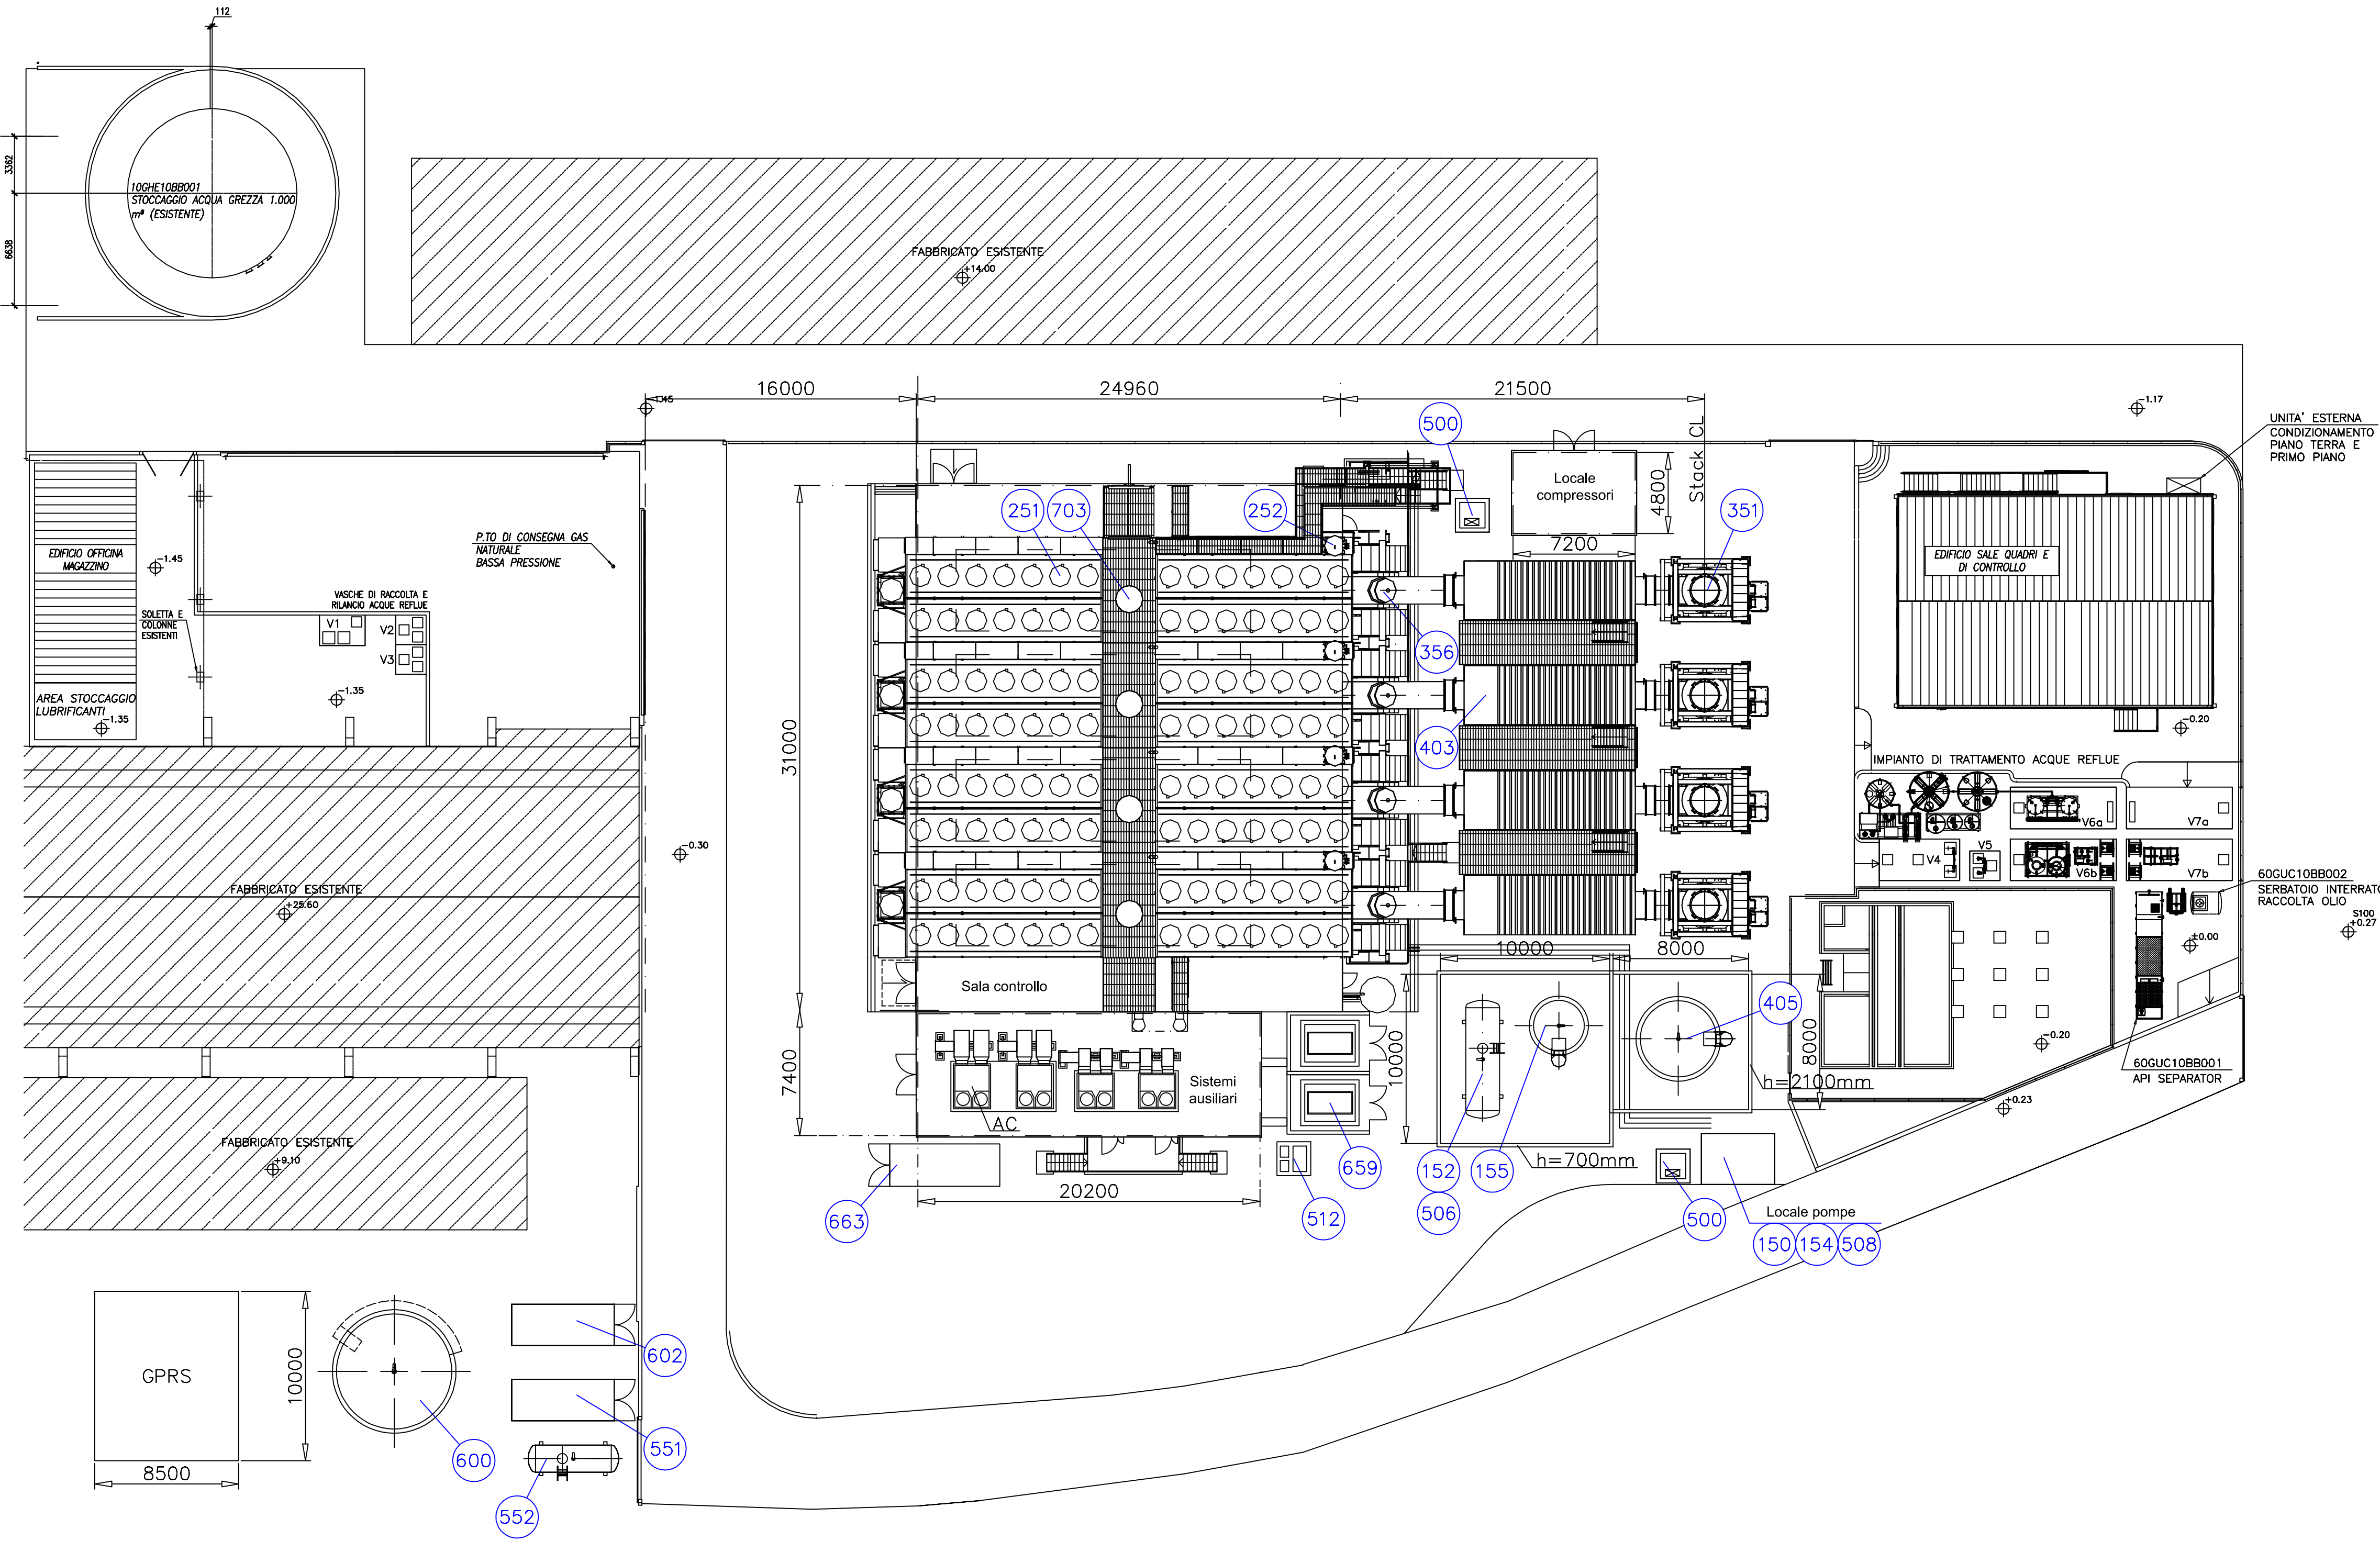 112
3362
6638
10GHE10BB001
STOCCAGGIO ACQUA GREZZA 1.000
m³ (ESISTENTE)
FABBRICATO ESISTENTE
+14.00
16000
24960
21500
-1.45
-1.17
UNITA' ESTERNA
CONDIZIONAMENTO
PIANO TERRA E
PRIMO PIANO
500
Stack CL
Locale
compressori
4800
7200
251
703
252
351
EDIFICIO OFFICINA
MAGAZZINO
-1.45
P.TO DI CONSEGNA GAS
NATURALE
BASSA PRESSIONE
EDIFICIO SALE QUADRI E
DI CONTROLLO
SOLETTA E
COLONNE
ESISTENTI
VASCHE DI RACCOLTA E
RILANCIO ACQUE REFLUE
V1
V2
V3
356
403
AREA STOCCAGGIO
LUBRIFICANTI
-1.35
-1.35
-0.20
31000
IMPIANTO DI TRATTAMENTO ACQUE REFLUE
V6a
V7a
V4
V5
V6b
V7b
-0.30
FABBRICATO ESISTENTE
+25.60
60GUC10BB002
SERBATOIO INTERRATO
RACCOLTA OLIO
S100
+0.27
±0.00
10000
8000
Sala controllo
405
10000
8000
-0.20
7400
Sistemi
ausiliari
AC
h=2100mm
60GUC10BB001
API SEPARATOR
+0.23
FABBRICATO ESISTENTE
+9.10
h=700mm
659
152
155
506
20200
663
512
500
Locale pompe
150
154
508
GPRS
10000
8500
600
602
551
552